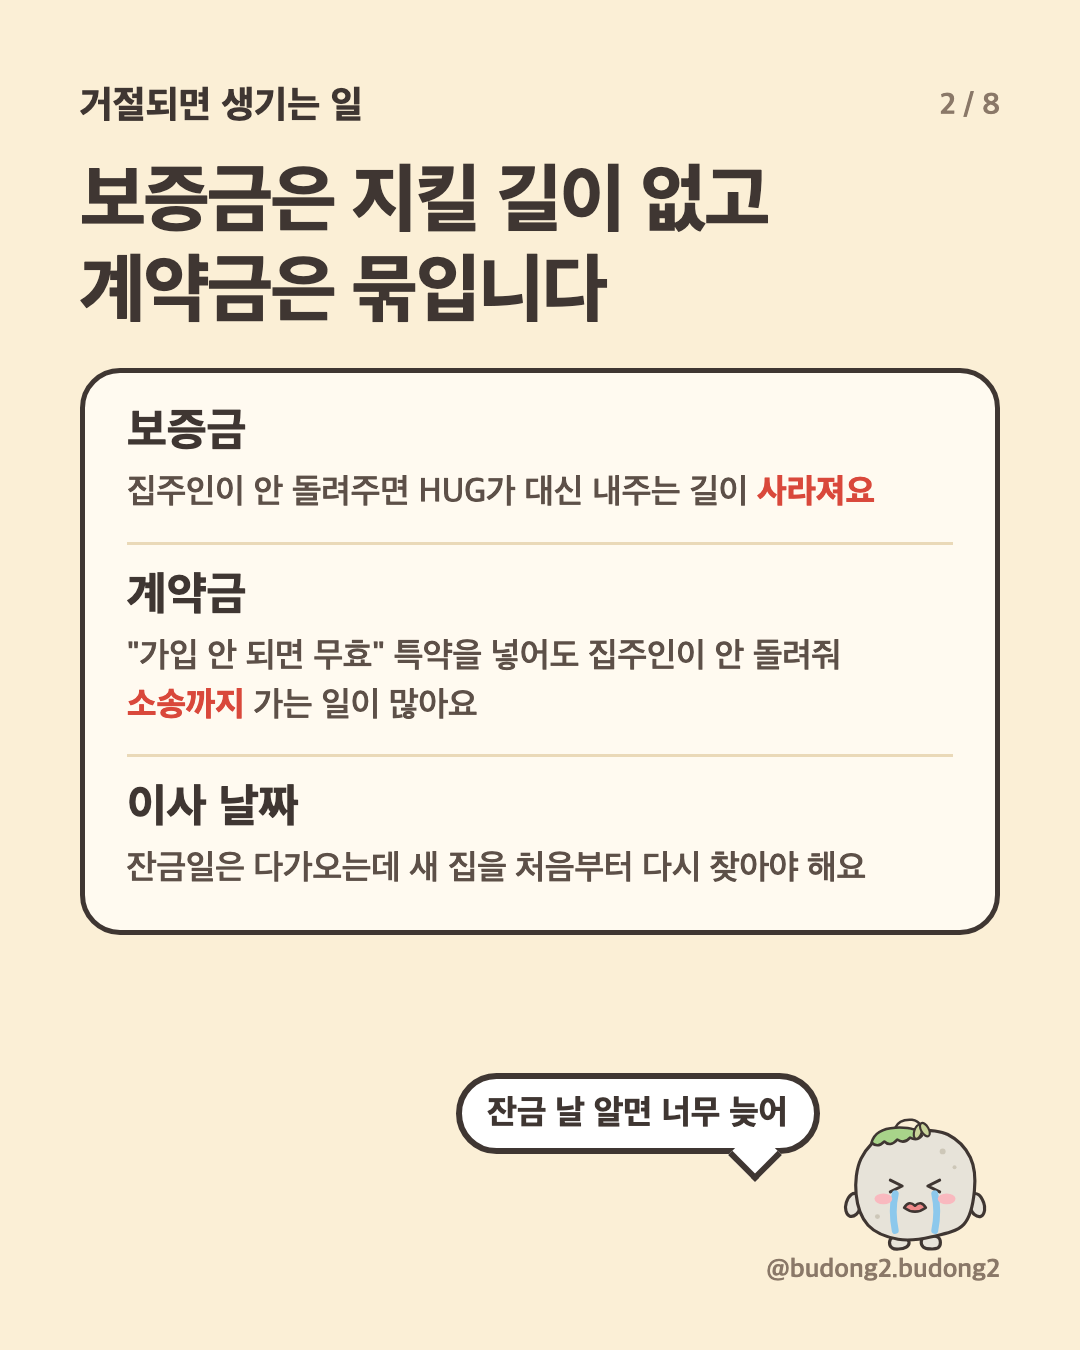 거절되면 생기는 일
2 / 8
보증금은 지킬 길이 없고
계약금은 묶입니다
보증금
집주인이 안 돌려주면 HUG가 대신 내주는 길이 사라져요
계약금
"가입 안 되면 무효" 특약을 넣어도 집주인이 안 돌려줘
소송까지 가는 일이 많아요
이사 날짜
잔금일은 다가오는데 새 집을 처음부터 다시 찾아야 해요
잔금 날 알면 너무 늦어
@budong2.budong2